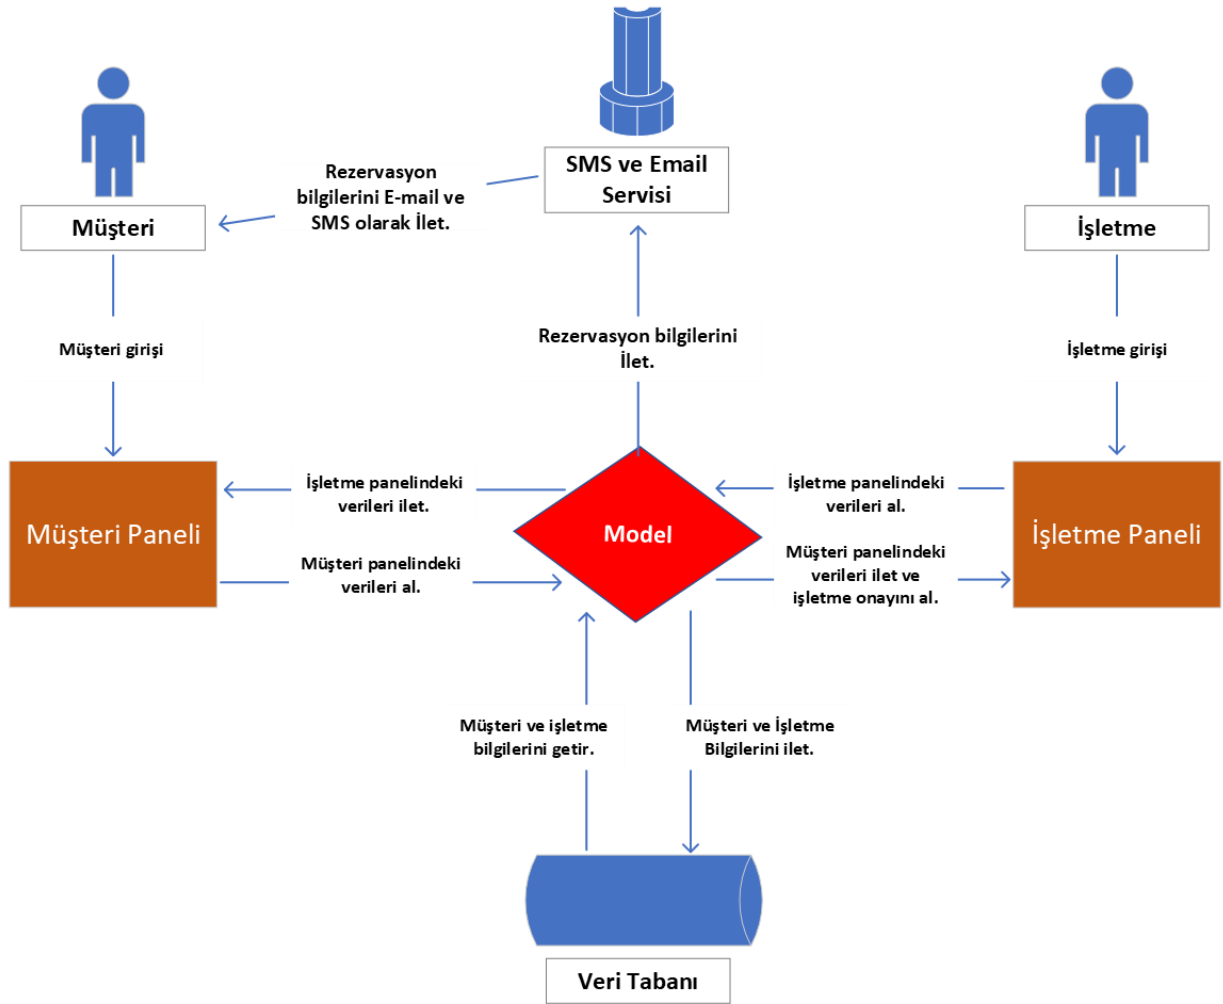 SMS ve Email
Servisi
Rezervasyon
bilgilerini E-mail ve
SMS olarak İlet.
Müşteri
İşletme
Müşteri girişi
Rezervasyon bilgilerini
İlet.
İşletme girişi
Müşteri Paneli
İşletme panelindeki
verileri ilet.
Müşteri panelindeki
verileri al.
Model
İşletme panelindeki
verileri al.
Müşteri panelindeki
verileri ilet ve
işletme onayını al.
İşletme Paneli
Müşteri ve işletme
bilgilerini getir.
Müşteri ve İşletme
Bilgilerini ilet.
Veri Tabanı